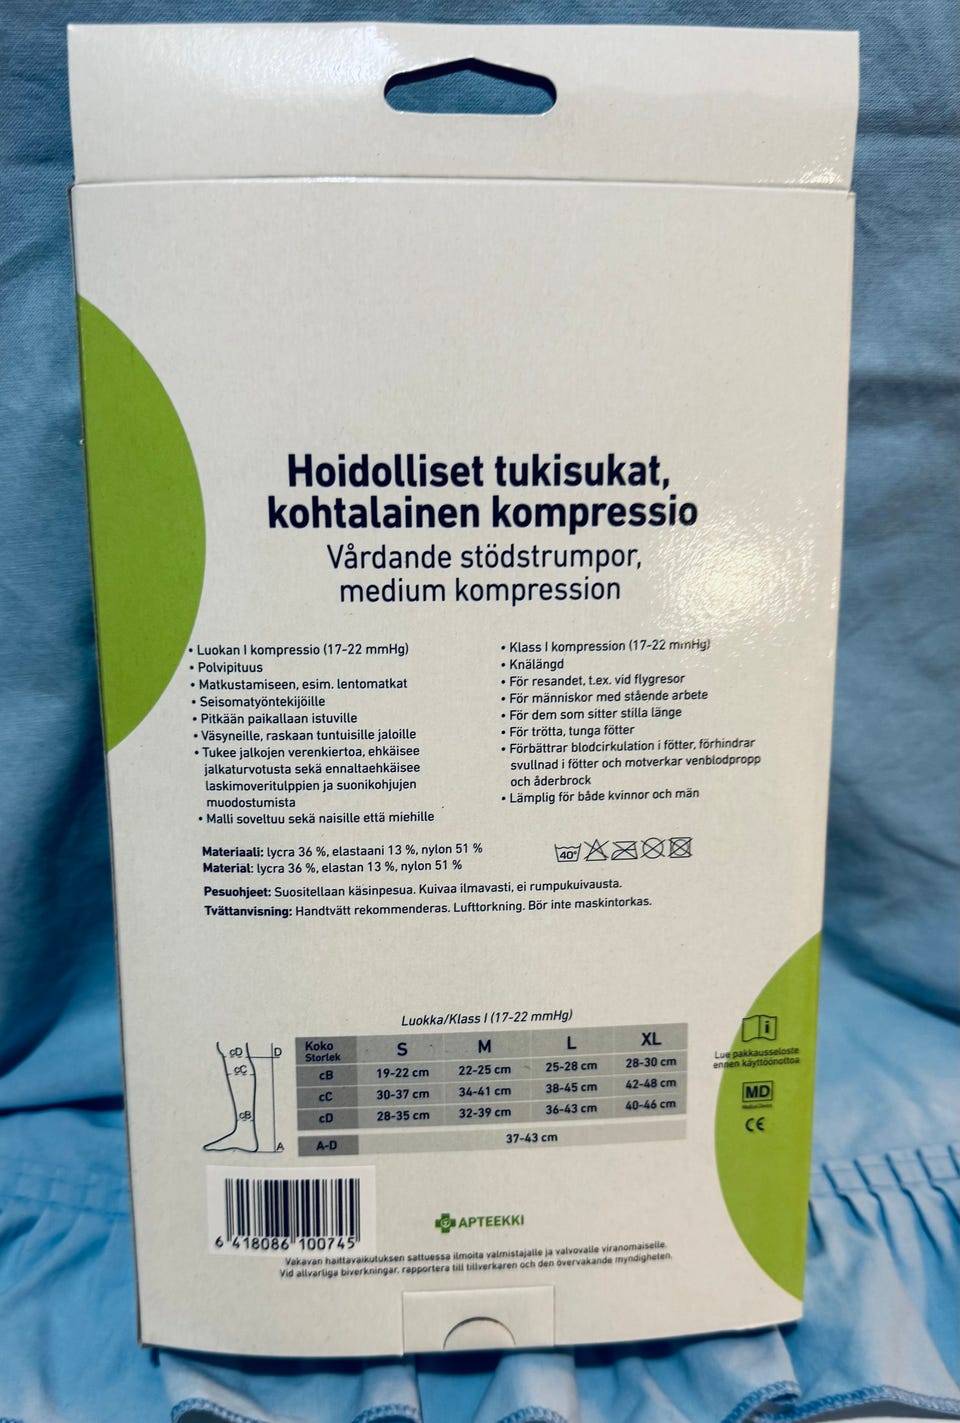 Hoidolliset tukisukat,
kohtalainen kompressio
Vårdande stödstrumpor,
medium kompression
• Luokan I kompressio (17-22 mmHg)
• Polvipituus
• Matkustamiseen, esim. lentomatkat
• Seisomatyöntekijöille
• Pitkään paikallaan istuville
• Väsyneille, raskaan tuntuisille jaloille
• Tukee jalkojen verenkiertoa, ehkäisee
jalkaturvotusta sekä ennaltaehkäisee
laskimoveritulppien ja suonikohjujen
muodostumista
• Malli soveltuu sekä naisille että miehille
• Klass I kompression (17-22 mmHg)
• Knälängd
• För resandet, t.ex. vid flygresor
• För människor med stående arbete
• För dem som sitter stilla länge
• För trötta, tunga fötter
• Förbättrar blodcirkulation i fötter, förhindrar
svullnad i fötter och motverkar venblodpropp
och åderbrock
• Lämplig för både kvinnor och män
Materiaali: lycra 36 %, elastaani 13 %, nylon 51 %
Material: lycra 36 %, elastan 13 %, nylon 51 %
40°
Pesuohjeet: Suositellaan käsinpesua. Kuivaa ilmavasti, ei rumpukuivausta.
Tvättanvisning: Handtvätt rekommenderas. Lufttorkning. Bör inte maskintorkas.
Luokka/Klass I (17-22 mmHg)
cD D
cC
cB
A
Koko
Storlek S M L XL
cB 19-22 cm 22-25 cm 25-28 cm 28-30 cm
cC 30-37 cm 34-41 cm 38-45 cm 42-48 cm
cD 28-35 cm 32-39 cm 36-43 cm 40-46 cm
A-D 37-43 cm
i
Lue pakkausseloste
ennen käyttöönottoa
MD
Medical Device
CE
6 418086 100745
APTEEKKI
Vakavan haittavaikutuksen sattuessa ilmoita valmistajalle ja valvovalle viranomaiselle.
Vid allvarliga biverkningar, rapportera till tillverkaren och den övervakande myndigheten.